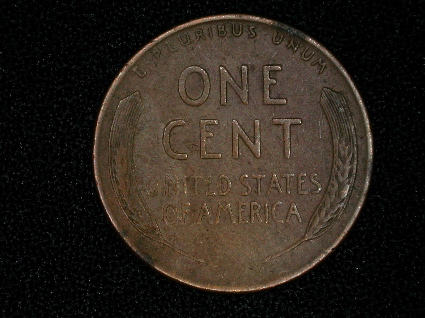 E PLURIBUS UNUM
ONE
CENT
UNITED STATES
OF AMERICA